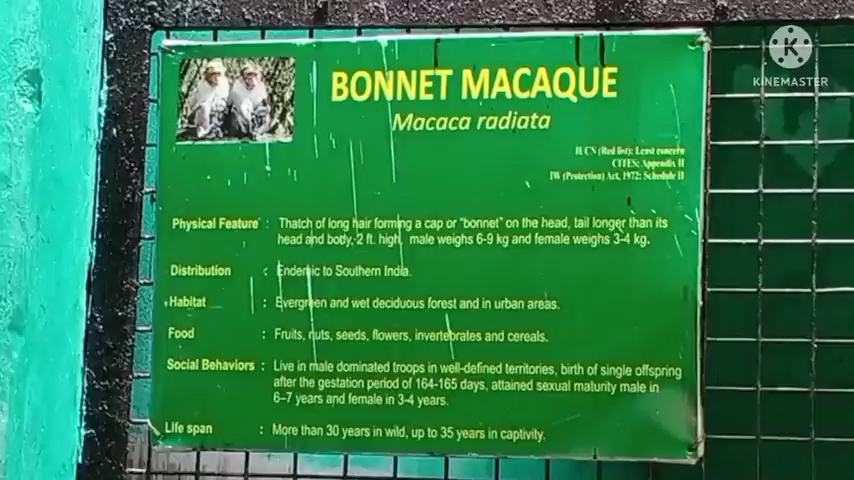 BONNET MACAQUE
Macaca radiata
IUCN (Red list): Least concern
CITES: Appendix II
IW (Protection) Act, 1972: Schedule II
Physical Feature : Thatch of long hair forming a cap or "bonnet" on the head, tail longer than its
head and body, 2 ft. high, male weighs 6-9 kg and female weighs 3-4 kg.
Distribution : Endemic to Southern India.
Habitat : Evergreen and wet deciduous forest and in urban areas.
Food : Fruits, nuts, seeds, flowers, invertebrates and cereals.
Social Behaviors : Live in male dominated troops in well-defined territories, birth of single offspring
after the gestation period of 164-165 days, attained sexual maturity male in
6–7 years and female in 3-4 years.
Life span : More than 30 years in wild, up to 35 years in captivity.
K
KINEMASTER